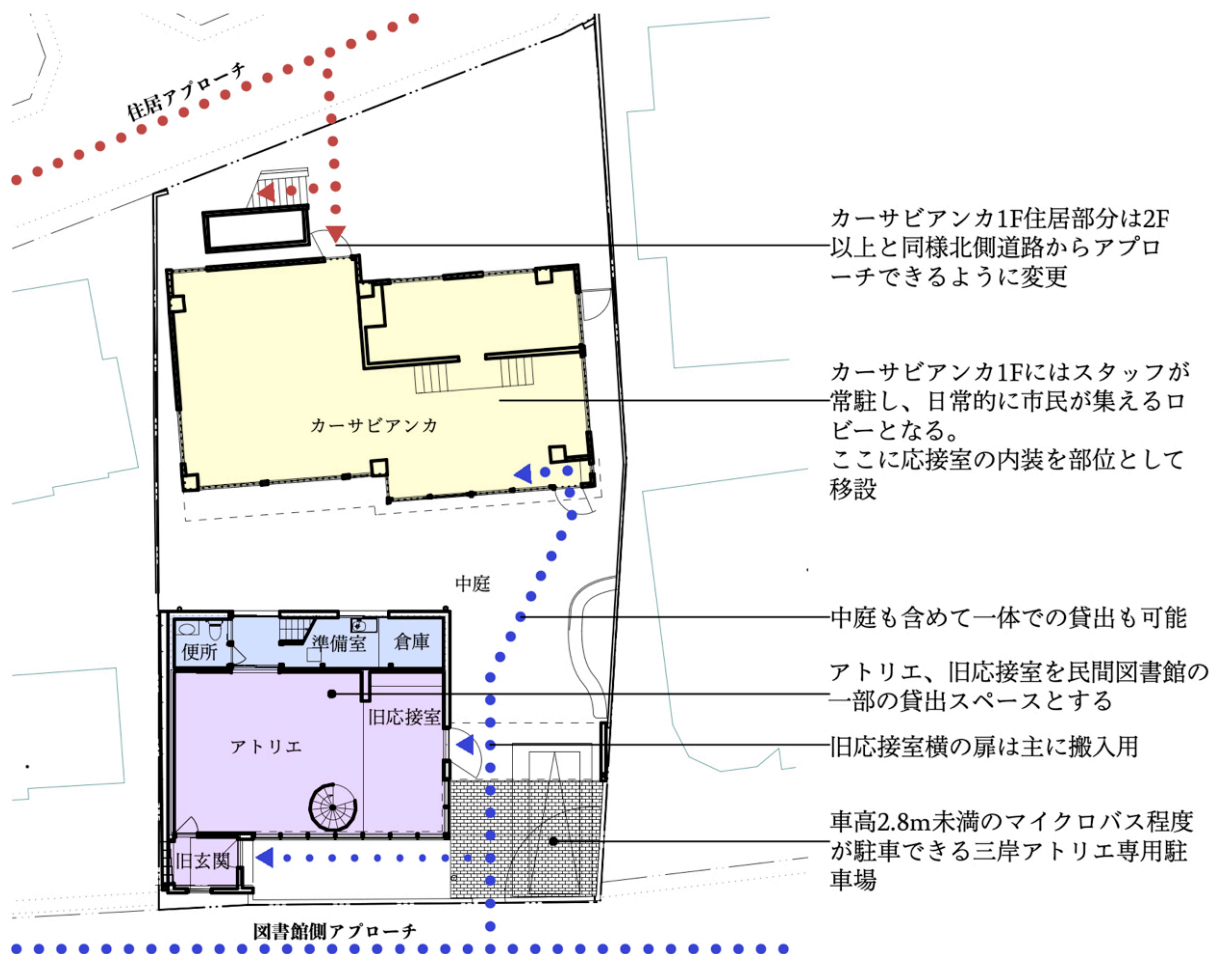 住居アプローチ
カーサビアンカ1F住居部分は2F
以上と同様北側道路からアプロ
ーチできるように変更
カーサビアンカ1Fにはスタッフが
常駐し、日常的に市民が集えるロ
ビーとなる。
ここに応接室の内装を部位として
移設
カーサビアンカ
中庭
中庭も含めて一体での貸出も可能
便所
準備室
倉庫
アトリエ、旧応接室を民間図書館の
一部の貸出スペースとする
旧応接室
アトリエ
旧応接室横の扉は主に搬入用
車高2.8m未満のマイクロバス程度
が駐車できる三岸アトリエ専用駐
車場
旧玄関
図書館側アプローチ